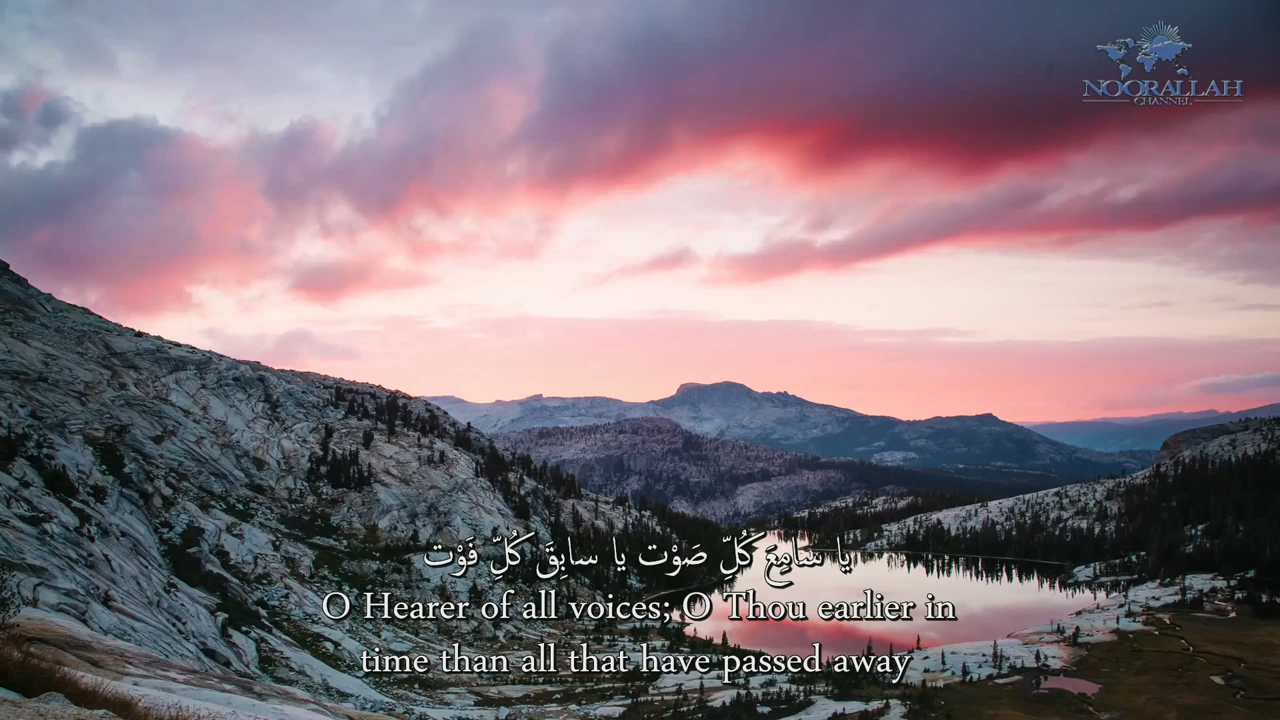 NOORALLAH
CHANNEL
يا سَامِعَ كُلِّ صَوْت يا سابِقَ كُلِّ فَوْت
O Hearer of all voices; O Thou earlier in
time than all that have passed away